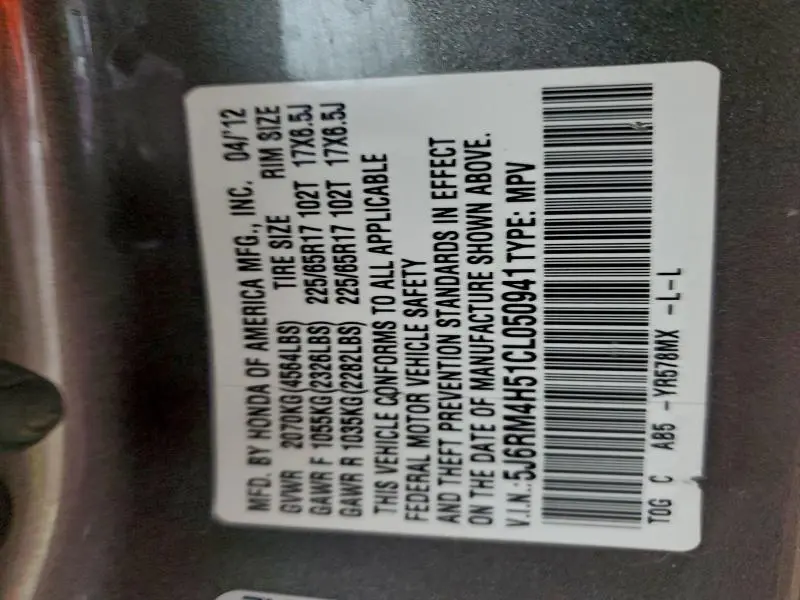 MFD. BY HONDA OF AMERICA MFG., INC. 04/'12
GVWR 2070KG(4564LBS) TIRE SIZE RIM SIZE
GAWR F 1055KG(2326LBS) 225/65R17 102T 17X6.5J
GAWR R 1035KG(2282LBS) 225/65R17 102T 17X6.5J
THIS VEHICLE CONFORMS TO ALL APPLICABLE
FEDERAL MOTOR VEHICLE SAFETY
AND THEFT PREVENTION STANDARDS IN EFFECT
ON THE DATE OF MANUFACTURE SHOWN ABOVE.
V.I.N.:5J6RM4H51CL050941TYPE: MPV
TOG C AB5 -YR578MX -L-L